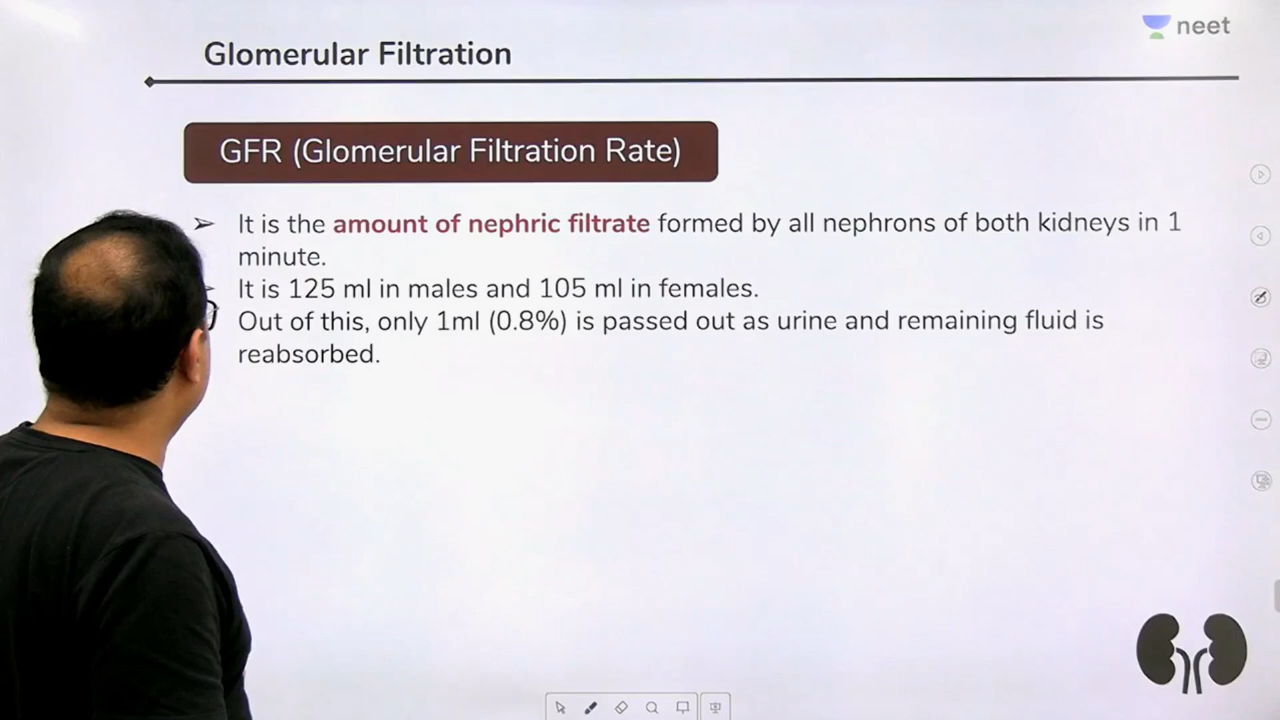 neet
Glomerular Filtration
GFR (Glomerular Filtration Rate)
➢ It is the amount of nephric filtrate formed by all nephrons of both kidneys in 1
minute.
It is 125 ml in males and 105 ml in females.
Out of this, only 1ml (0.8%) is passed out as urine and remaining fluid is
reabsorbed.